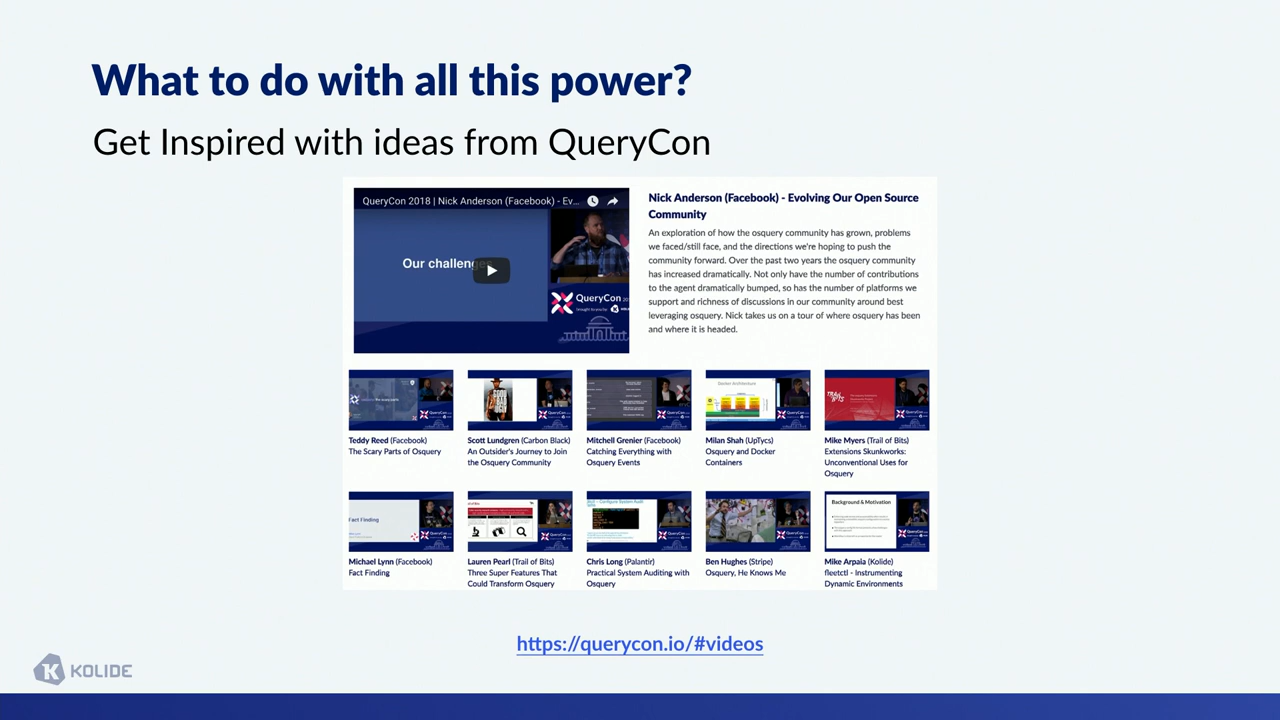 What to do with all this power?
Get Inspired with ideas from QueryCon
QueryCon 2018 | Nick Anderson (Facebook) - Ev...
Our challenges
QueryCon
Nick Anderson (Facebook) - Evolving Our Open Source
Community
An exploration of how the osquery community has grown, problems
we faced/still face, and the directions we're hoping to push the
community forward. Over the past two years the osquery community
has increased dramatically. Not only have the number of contributions
to the agent dramatically bumped, so has the number of platforms we
support and richness of discussions in our community around best
leveraging osquery. Nick takes us on a tour of where osquery has been
and where it is headed.
Docker Architecture
Teddy Reed (Facebook)
The Scary Parts of Osquery
Scott Lundgren (Carbon Black)
An Outsider's Journey to Join
the Osquery Community
Mitchell Grenier (Facebook)
Catching Everything with
Osquery Events
Milan Shah (UpTycs)
Osquery and Docker
Containers
Mike Myers (Trail of Bits)
Extensions Skunkworks:
Unconventional Uses for
Osquery
Fact Finding
Background & Motivation
Michael Lynn (Facebook)
Fact Finding
Lauren Pearl (Trail of Bits)
Three Super Features That
Could Transform Osquery
Chris Long (Palantir)
Practical System Auditing with
Osquery
Ben Hughes (Stripe)
Osquery, He Knows Me
Mike Arpaia (Kolide)
fleetctl - Instrumenting
Dynamic Environments
https://querycon.io/#videos
KOLIDE